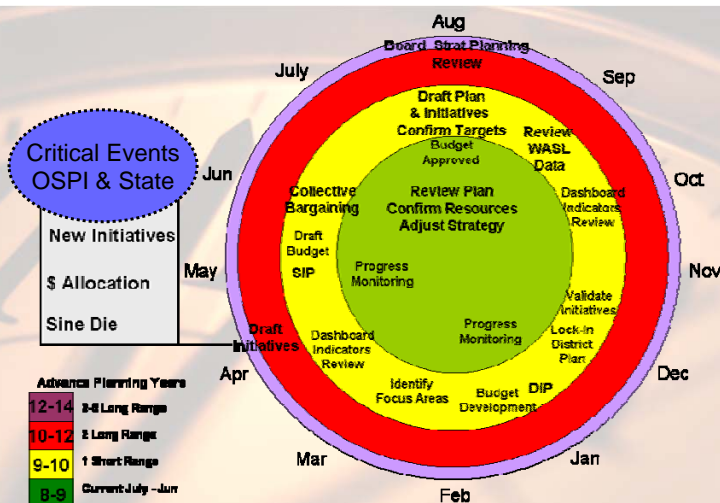 Aug
Board Strat Planning
Review
July
Sep
Draft Plan
& Initiatives
Confirm Targets
Budget
Approved
Review
WASL
Data
Critical Events
OSPI & State
Jun
Oct
Collective
Bargaining
Review Plan
Confirm Resources
Adjust Strategy
Dashboard
Indicators
Review
New Initiatives
Draft
Budget
SIP
May
Nov
$ Allocation
Progress
Monitoring
Validate
Initiatives
Sine Die
Draft
Initiatives
Progress
Monitoring
Lock-In
District
Plan
Dashboard
Indicators
Review
Apr
Dec
Identify
Focus Areas
Budget
Development
DIP
Advance Planning Years
12-14
Long Range
10-12
2 Long Range
9-10
1 Short Range
8-9
Current July - Jun
Mar
Jan
Feb